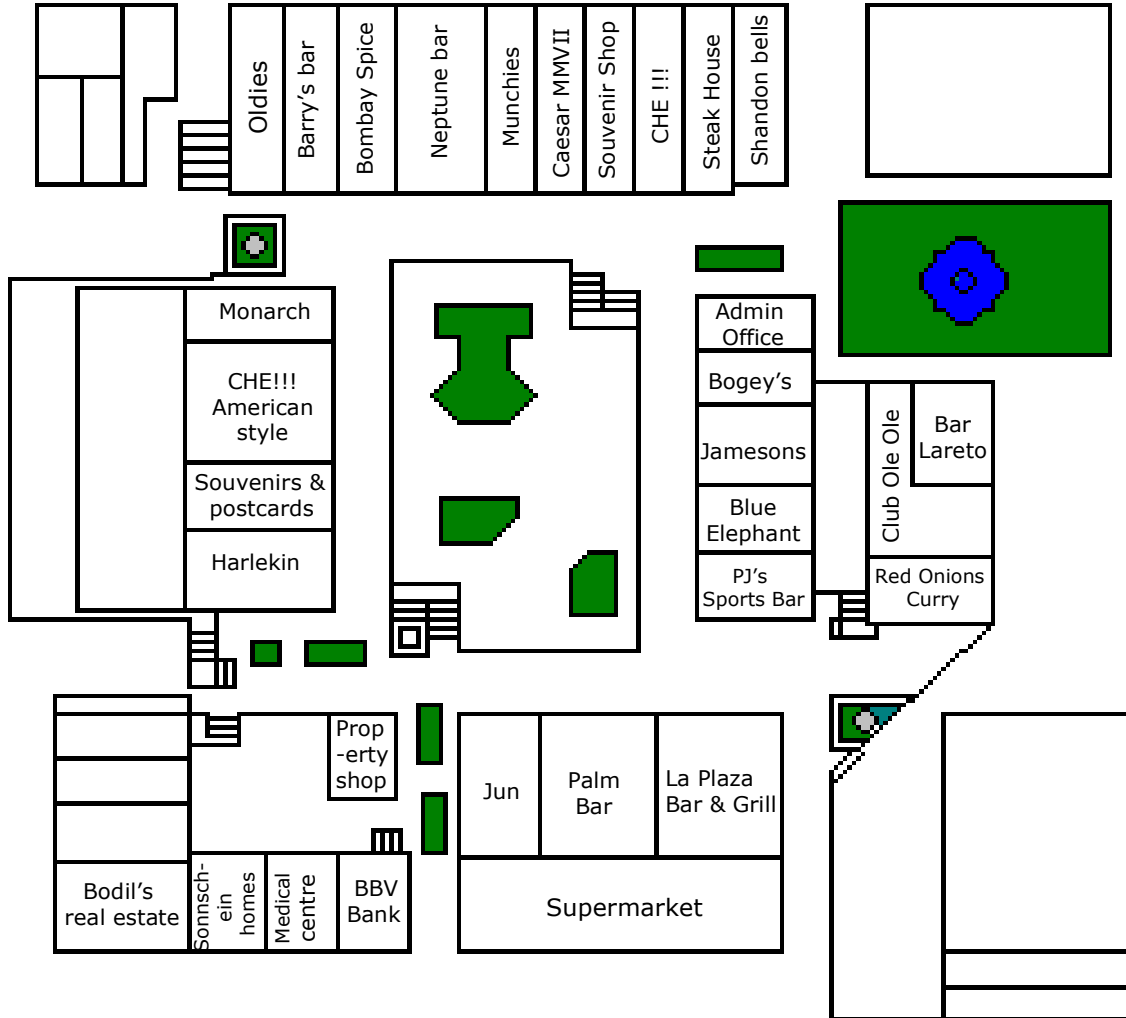 Oldies
Barry's bar
Bombay Spice
Neptune bar
Munchies
Caesar MMVII
Souvenir Shop
CHE !!!
Steak House
Shandon bells
Monarch
CHE!!!
American
style
Souvenirs &
postcards
Harlekin
Admin
Office
Bogey's
Jamesons
Blue
Elephant
PJ's
Sports Bar
Club Ole Ole
Bar
Lareto
Red Onions
Curry
Prop
-erty
shop
Jun
Palm
Bar
La Plaza
Bar & Grill
Bodil's
real estate
Sonnsch-
ein
homes
Medical
centre
BBV
Bank
Supermarket